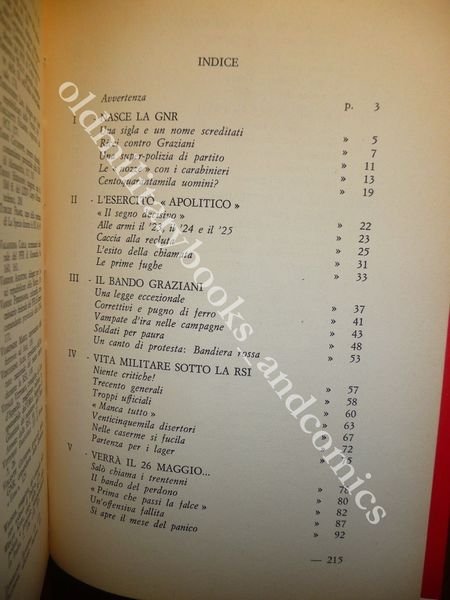 INDICE
Avvertenza p. 3
I - NASCE LA GNR
Una sigla e un nome screditati » 5
Ricci contro Graziani » 7
Una super-polizia di partito » 11
Le « nozze » con i carabinieri » 13
Centoquarantamila uomini? » 19
II - L'ESERCITO « APOLITICO »
« Il segno decisivo » » 22
Alle armi il '23, il '24 e il '25 » 23
Caccia alla recluta » 25
L'esito della chiamata » 31
Le prime fughe » 33
III - IL BANDO GRAZIANI
Una legge eccezionale » 37
Correttivi e pugno di ferro » 41
Vampate d'ira nelle campagne » 43
Soldati per paura » 48
Un canto di protesta: Bandiera rossa » 53
IV - VITA MILITARE SOTTO LA RSI
Niente critiche! » 57
Trecento generali » 58
Troppi ufficiali » 60
« Manca tutto » » 63
Venticinquemila disertori » 67
Nelle caserme si fucila » 72
Partenza per i lager » 75
V - VERRÀ IL 26 MAGGIO...
Salò chiama i trentenni » 78
Il bando del perdono » 80
« Prima che passi la falce » » 82
Un'offensiva fallita » 87
Si apre il mese del panico » 92
— 215
oldmilitarybooks_andcomics